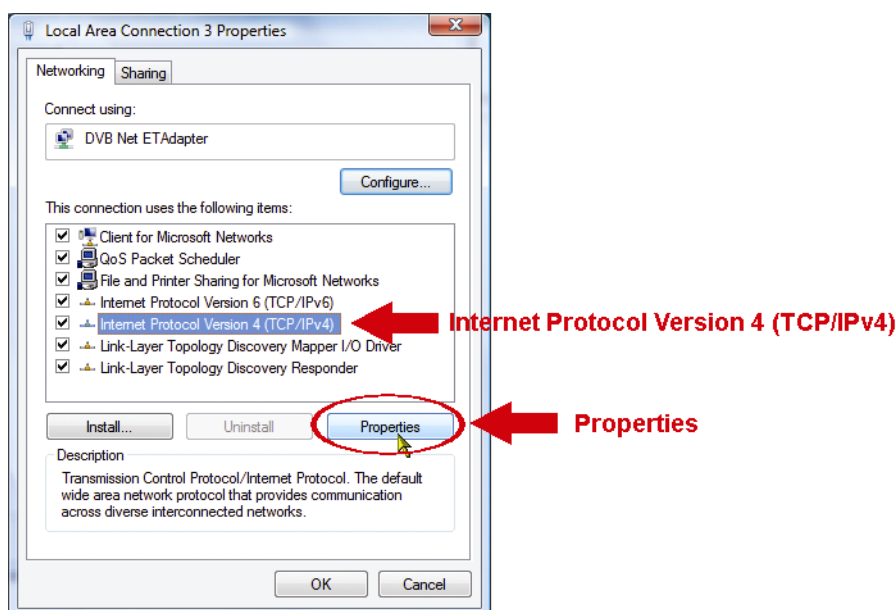 Local Area Connection 3 Properties
Networking
Sharing
Connect using:
DVB Net ETAdapter
Configure...
This connection uses the following items:
Client for Microsoft Networks
QoS Packet Scheduler
File and Printer Sharing for Microsoft Networks
Internet Protocol Version 6 (TCP/IPv6)
Internet Protocol Version 4 (TCP/IPv4)
Internet Protocol Version 4 (TCP/IPv4)
Link-Layer Topology Discovery Mapper I/O Driver
Link-Layer Topology Discovery Responder
Install...
Uninstall
Properties
Properties
Description
Transmission Control Protocol/Internet Protocol. The default
wide area network protocol that provides communication
across diverse interconnected networks.
OK
Cancel